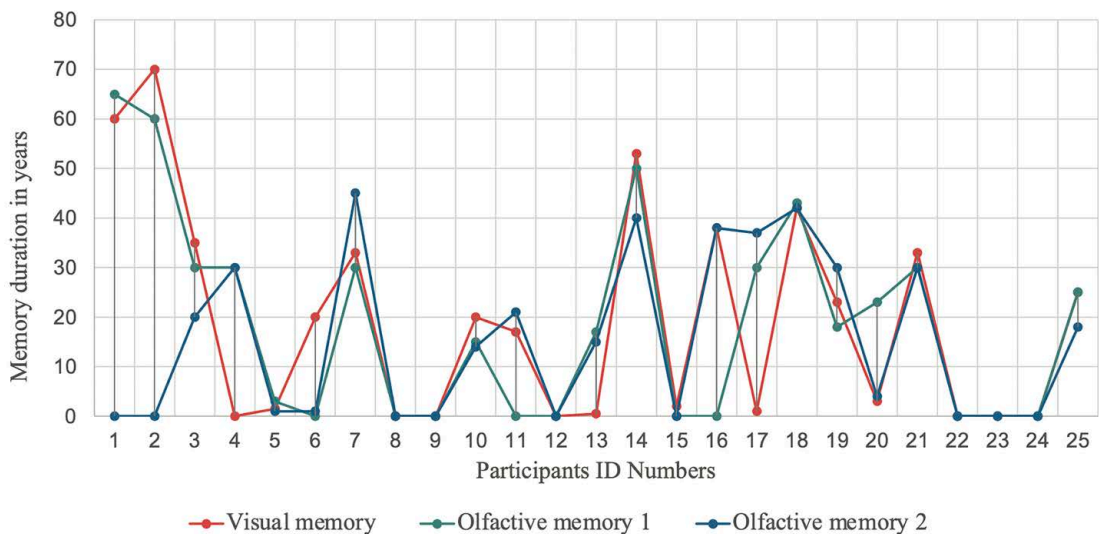 80
70
60
50
40
30
20
10
0
Memory duration in years
1 2 3 4 5 6 7 8 9 10 11 12 13 14 15 16 17 18 19 20 21 22 23 24 25
Participants ID Numbers
Visual memory Olfactive memory 1 Olfactive memory 2